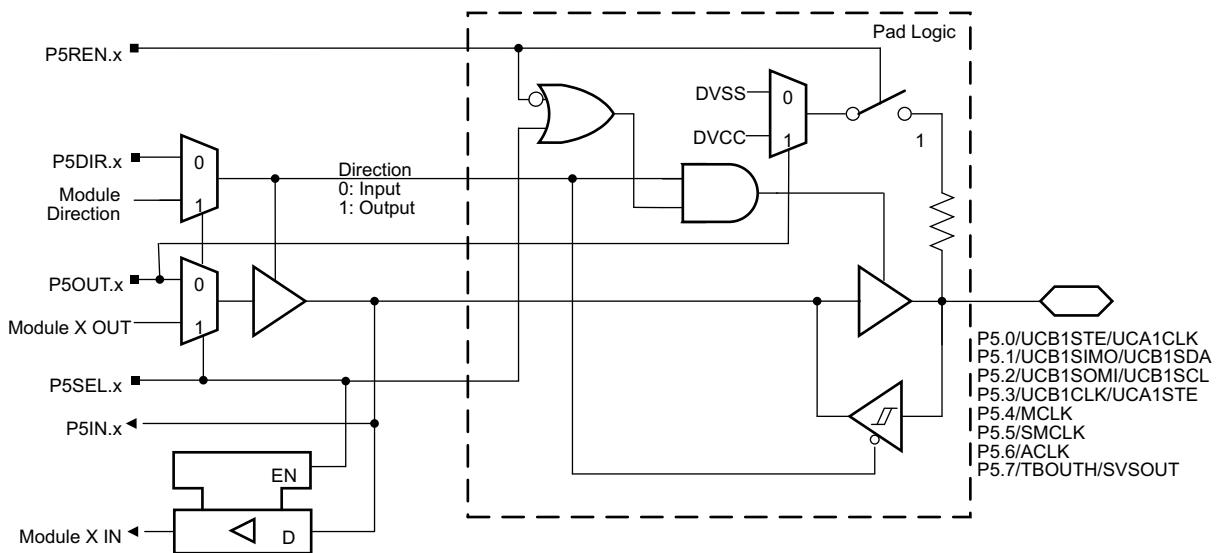 Pad Logic
P5REN.x
DVSS
0
DVCC
1
1
P5DIR.x
0
Module
Direction
1
Direction
0: Input
1: Output
P5OUT.x
0
Module X OUT
1
P5SEL.x
P5IN.x
EN
Module X IN
D
P5.0/UCB1STE/UCA1CLK
P5.1/UCB1SIMO/UCB1SDA
P5.2/UCB1SOMI/UCB1SCL
P5.3/UCB1CLK/UCA1STE
P5.4/MCLK
P5.5/SMCLK
P5.6/ACLK
P5.7/TBOUTH/SVSOUT